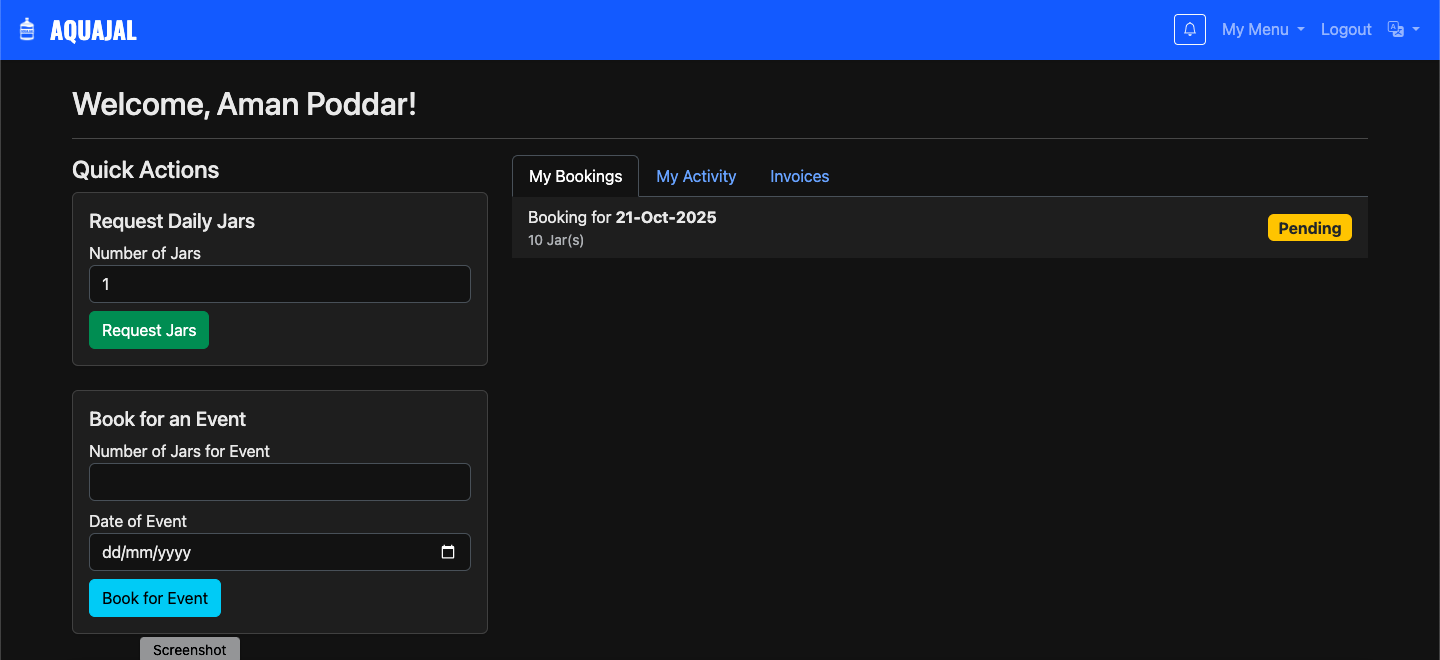 AQUAJAL
My Menu
Logout
Welcome, Aman Poddar!
Quick Actions
Request Daily Jars
Number of Jars
1
Request Jars
Book for an Event
Number of Jars for Event
Date of Event
dd/mm/yyyy
Book for Event
My Bookings
My Activity
Invoices
Booking for 21-Oct-2025
10 Jar(s)
Pending
Screenshot